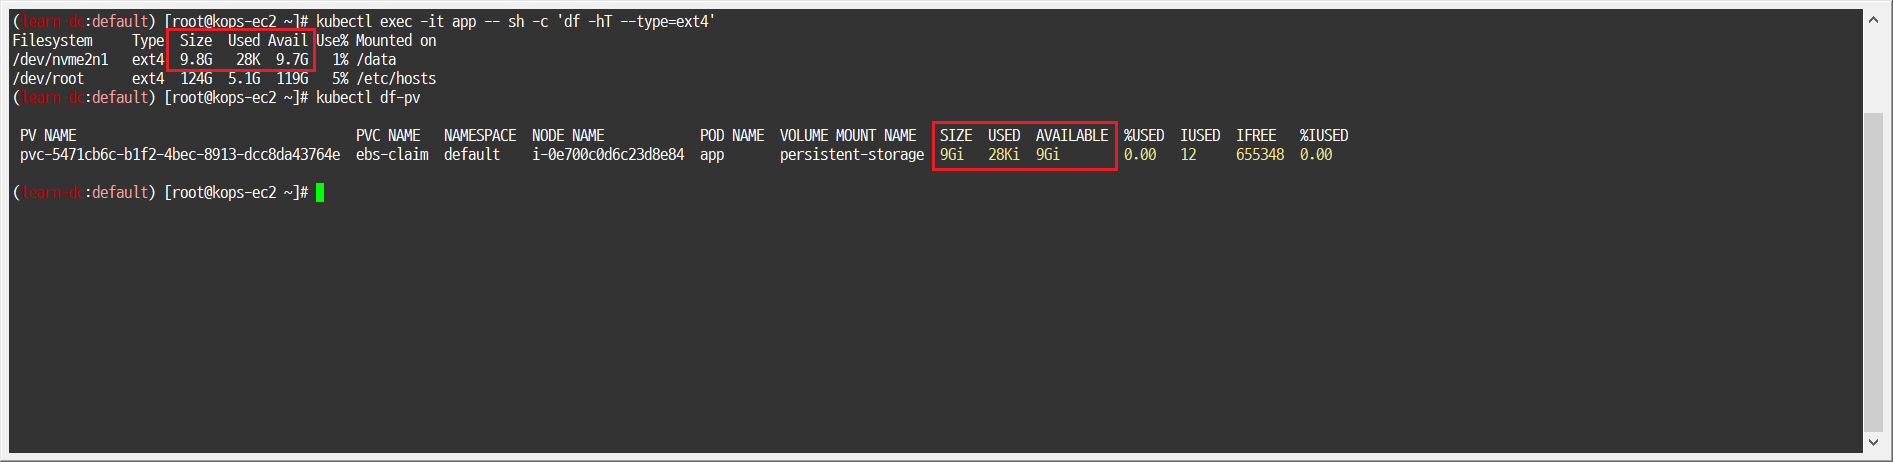 (learn-dc:default) [root@kops-ec2 ~]# kubectl exec -it app -- sh -c 'df -hT --type=ext4'
Filesystem     Type  Size  Used Avail Use% Mounted on
/dev/nvme2n1   ext4  9.8G   28K  9.7G   1% /data
/dev/root      ext4  124G  5.1G  119G   5% /etc/hosts
(learn-dc:default) [root@kops-ec2 ~]# kubectl df-pv
PV NAME                                   PVC NAME   NAMESPACE  NODE NAME            POD NAME  VOLUME MOUNT NAME   SIZE  USED  AVAILABLE  %USED  IUSED  IFREE   %IUSED
pvc-5471cb6c-b1f2-4bec-8913-dcc8da43764e  ebs-claim  default    i-0e700c0d6c23d8e84  app       persistent-storage  9Gi   28Ki  9Gi        0.00   12     655348  0.00
(learn-dc:default) [root@kops-ec2 ~]#